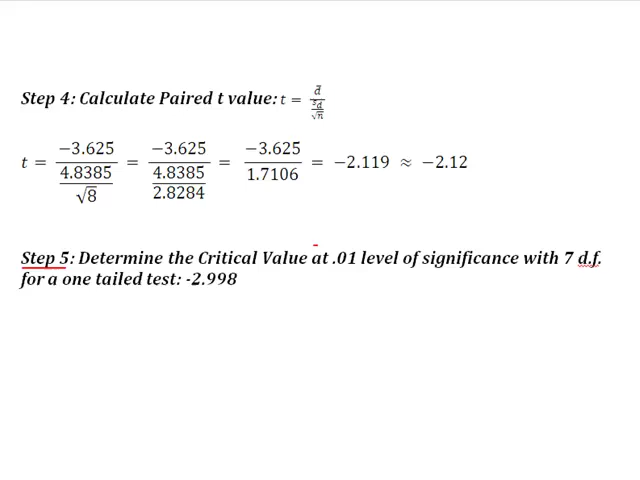 Step 4: Calculate Paired t value: t = d̄ / (s_d / √n)
t = −3.625 / (4.8385 / √8) = −3.625 / (4.8385 / 2.8284) = −3.625 / 1.7106 = −2.119 ≈ −2.12
Step 5: Determine the Critical Value at .01 level of significance with 7 d.f.
for a one tailed test: -2.998